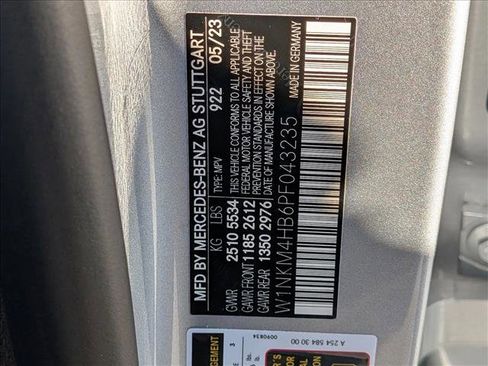 MFD BY MERCEDES-BENZ AG STUTTGART
KG LBS TYPE: MPV 922 05/23
GVWR 2510 5534
GAWR FRONT 1185 2612
GAWR REAR 1350 2976
THIS VEHICLE CONFORMS TO ALL APPLICABLE
FEDERAL MOTOR VEHICLE SAFETY AND THEFT
PREVENTION STANDARDS IN EFFECT ON THE
DATE OF MANUFACTURE SHOWN ABOVE.
MADE IN GERMANY
W1NKM4HB6PF043235
A 254 584 30 00
0090834